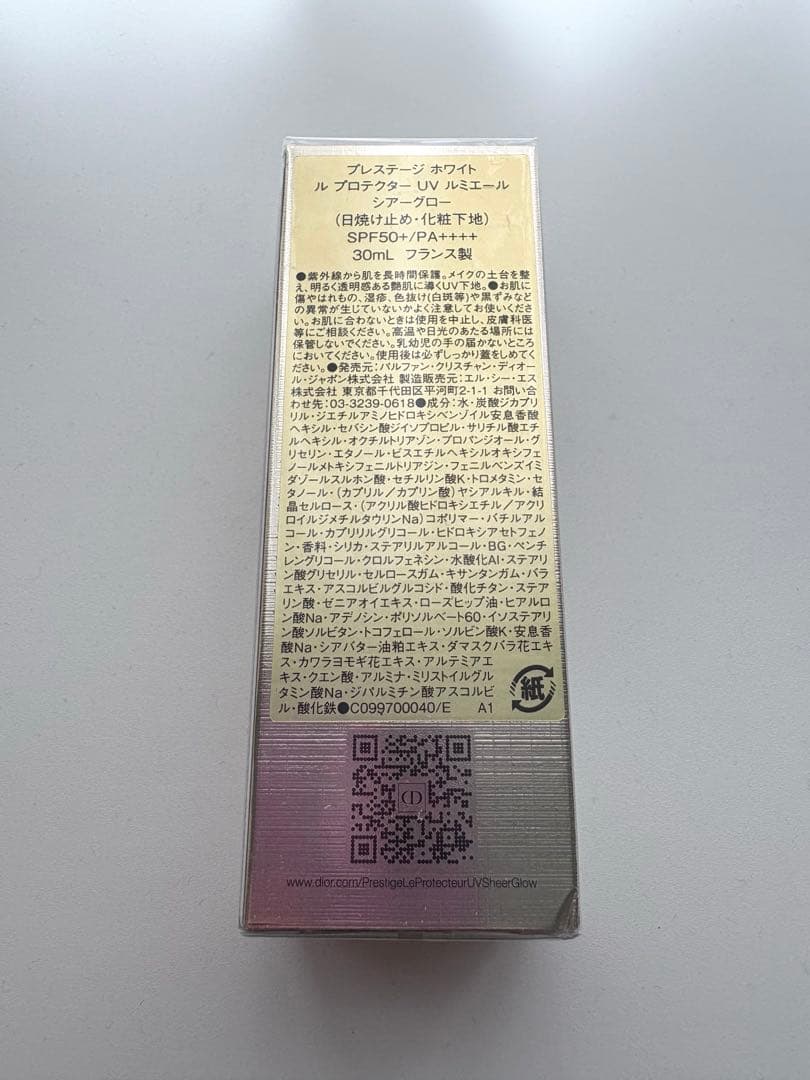 プレステージ ホワイト
ル プロテクター UV ルミエール
シアーグロー
(日焼け止め・化粧下地)
SPF50+/PA++++
30mL フランス製
●紫外線から肌を長時間保護。メイクの土台を整
え、明るく透明感ある艶肌に導くUV下地。●お肌に
傷やはれもの、湿疹、色抜け(白斑等)や黒ずみなど
の異常が生じていないかよく注意してお使いくださ
い。お肌に合わないときは使用を中止し、皮膚科医
等にご相談ください。高温や日光のあたる場所には
保管しないでください。乳幼児の手の届かないところ
においてください。使用後は必ずしっかり蓋をしめてく
ださい。●発売元:パルファン・クリスチャン・ディオー
ル・ジャポン株式会社 製造販売元:エル・シー・エス
株式会社 東京都千代田区平河町2-1-1 お問い合
わせ先:03-3239-0618●成分:水・炭酸ジカプリ
リル・ジエチルアミノヒドロキシベンゾイル安息香酸
ヘキシル・セバシン酸ジイソプロピル・サリチル酸エチ
ルヘキシル・オクチルトリアゾン・プロパンジオール・グ
リセリン・エタノール・ビスエチルヘキシルオキシフェ
ノールメトキシフェニルトリアジン・フェニルベンズイミ
ダゾールスルホン酸・セチルリン酸K・トロメタミン・セ
タノール・(カプリル/カプリン酸)ヤシアルキル・結
晶セルロース・(アクリル酸ヒドロキシエチル/アクリ
ロイルジメチルタウリンNa)コポリマー・バチルアル
コール・カプリリルグリコール・ヒドロキシアセトフェノ
ン・香料・シリカ・ステアリルアルコール・BG・ペンチ
レングリコール・クロルフェネシン・水酸化Al・ステアリ
ン酸グリセリル・セルロースガム・キサンタンガム・バラ
エキス・アスコルビルグルコシド・酸化チタン・ステア
リン酸・ゼニアオイエキス・ローズヒップ油・ヒアルロン
酸Na・アデノシン・ポリソルベート60・イソステアリ
ン酸ソルビタン・トコフェロール・ソルビン酸K・安息香
酸Na・シアバター油粕エキス・ダマスクバラ花エキ
ス・カワラヨモギ花エキス・アルテミアエ
キス・クエン酸・アルミナ・ミリストイルグル
タミン酸Na・ジパルミチン酸アスコルビ
ル・酸化鉄●C099700040/E A1
紙
CD
www.dior.com/PrestigeLeProtecteurUVSheerGlow